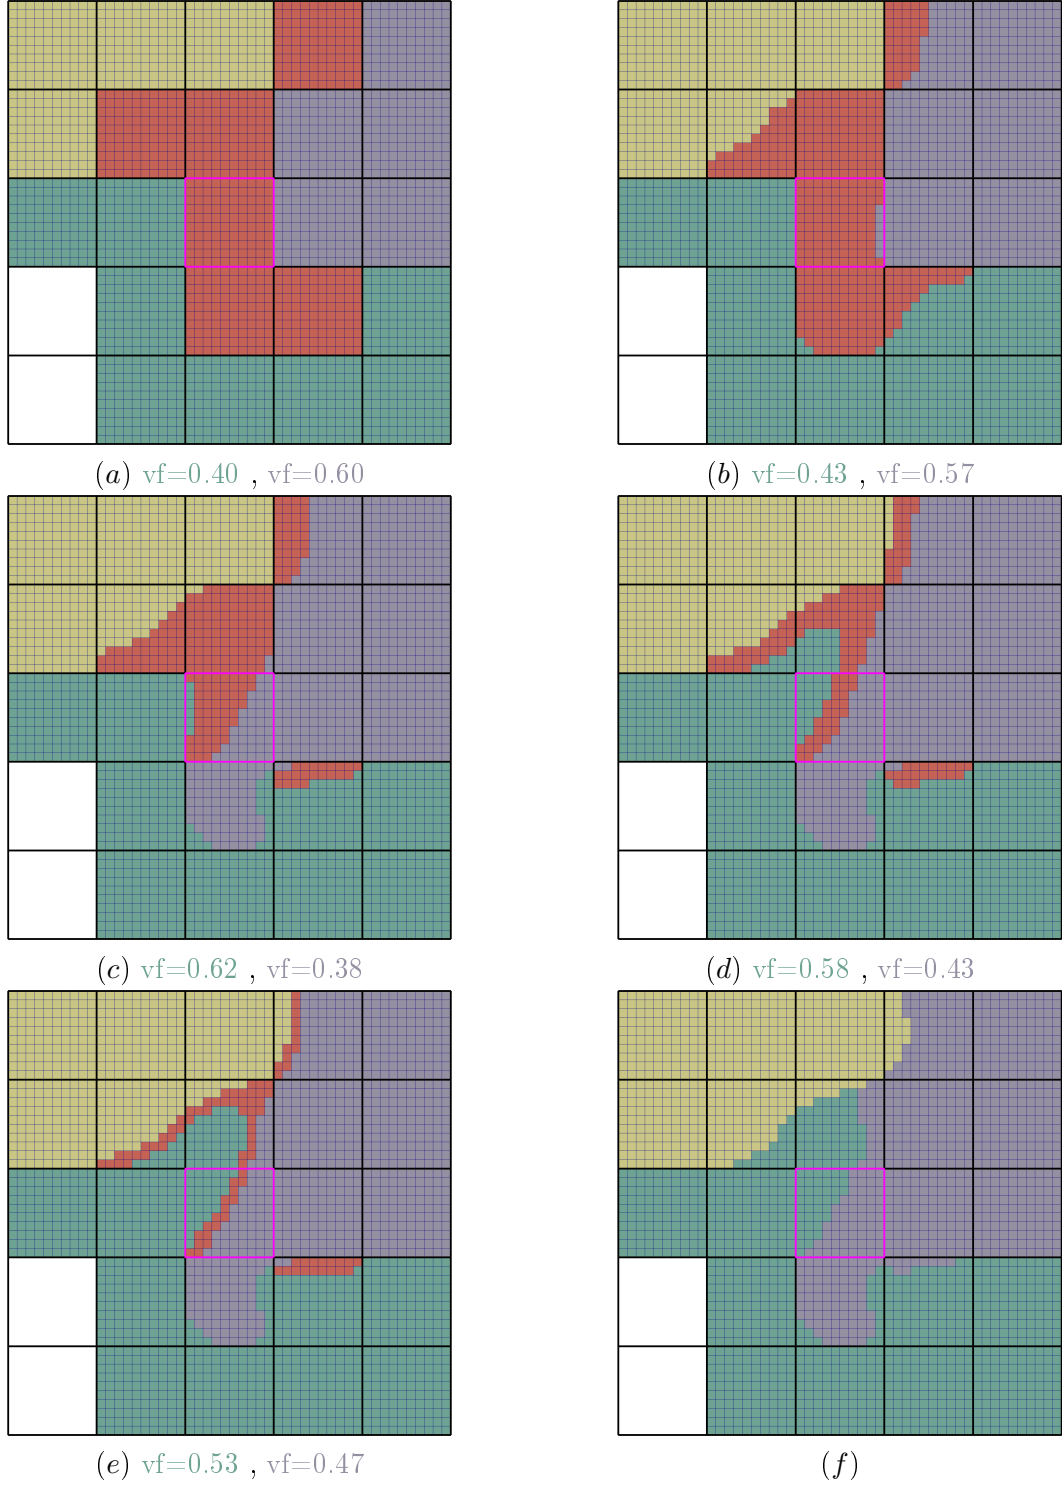 (a) vf=0.40 , vf=0.60
(b) vf=0.43 , vf=0.57
(c) vf=0.62 , vf=0.38
(d) vf=0.58 , vf=0.43
(e) vf=0.53 , vf=0.47
(f)